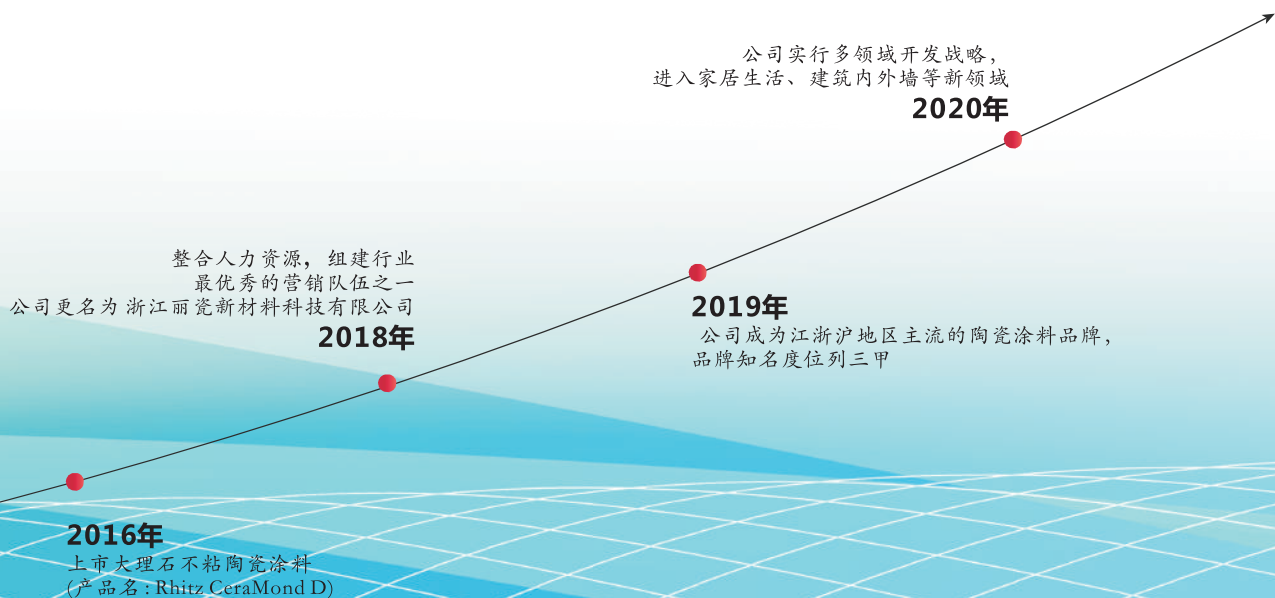 公司实行多领域开发战略，
进入家居生活、建筑内外墙等新领域
2020年
整合人力资源，组建行业
最优秀的营销队伍之一
公司更名为 浙江丽瓷新材料科技有限公司
2018年
2019年
公司成为江浙沪地区主流的陶瓷涂料品牌，
品牌知名度位列三甲
2016年
上市大理石不粘陶瓷涂料
(产品名：Rhitz CeraMond D)